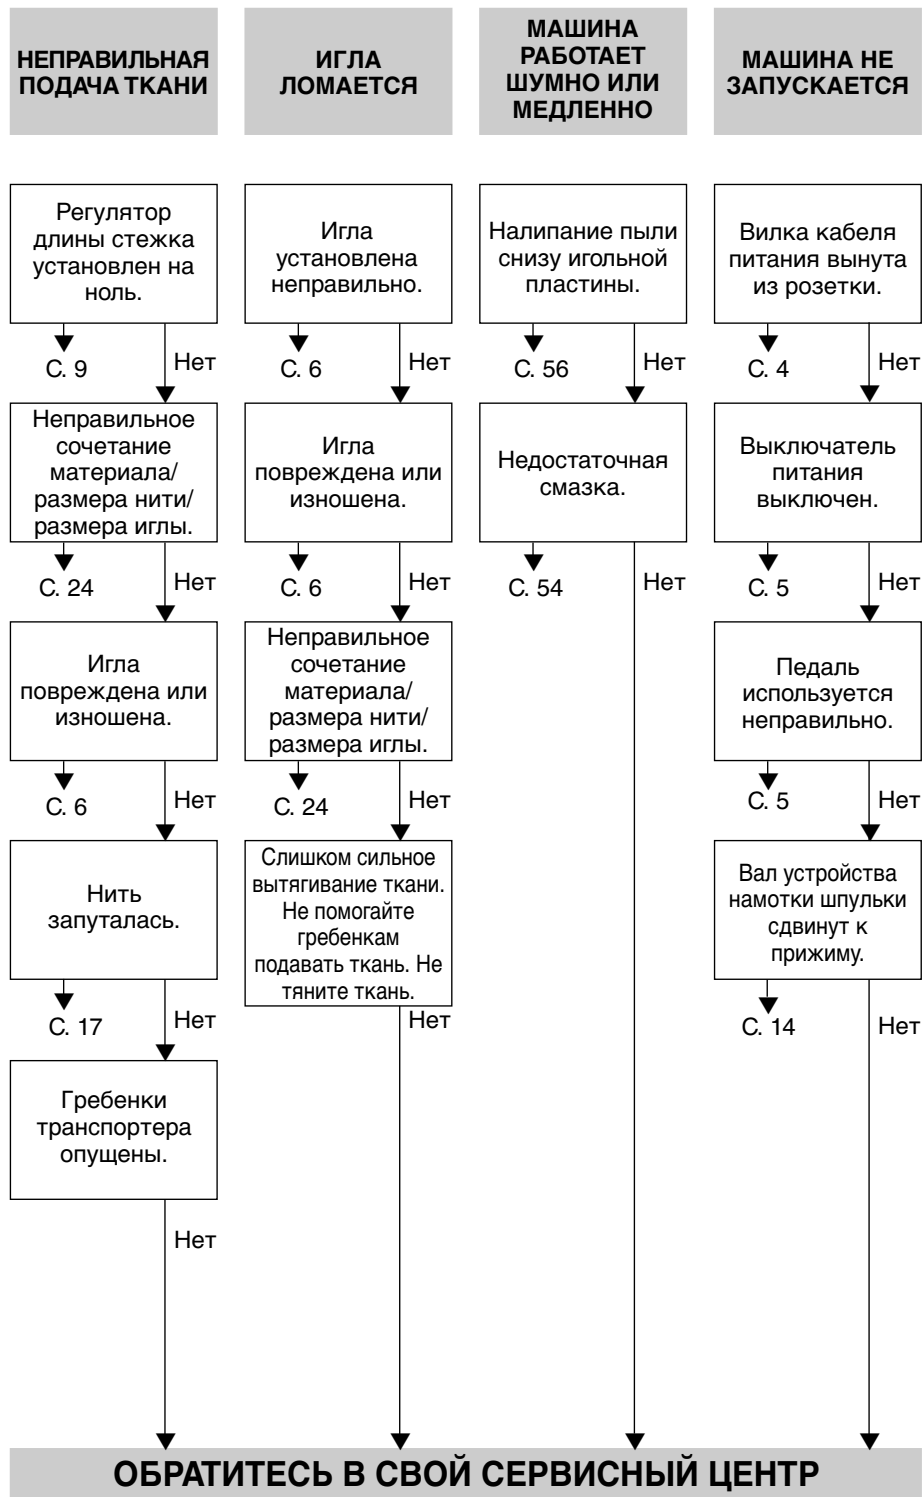 НЕПРАВИЛЬНАЯ
ПОДАЧА ТКАНИ
Регулятор
длины стежка
установлен на
ноль.
С. 9
Нет
Неправильное
сочетание
материала/
размера нити/
размера иглы.
С. 24
Нет
Игла
повреждена или
изношена.
С. 6
Нет
Нить
запуталась.
С. 17
Нет
Гребенки
транспортера
опущены.
Нет
ИГЛА
ЛОМАЕТСЯ
Игла
установлена
неправильно.
С. 6
Нет
Игла
повреждена или
изношена.
С. 6
Нет
Неправильное
сочетание
материала/
размера нити/
размера иглы.
С. 24
Нет
Слишком сильное
вытягивание ткани.
Не помогайте
гребенкам
подавать ткань. Не
тяните ткань.
Нет
МАШИНА
РАБОТАЕТ
ШУМНО ИЛИ
МЕДЛЕННО
Налипание пыли
снизу игольной
пластины.
С. 56
Нет
Недостаточная
смазка.
С. 54
Нет
МАШИНА НЕ
ЗАПУСКАЕТСЯ
Вилка кабеля
питания вынута
из розетки.
С. 4
Нет
Выключатель
питания
выключен.
С. 5
Нет
Педаль
используется
неправильно.
С. 5
Нет
Вал устройства
намотки шпульки
сдвинут к
прижиму.
С. 14
Нет
ОБРАТИТЕСЬ В СВОЙ СЕРВИСНЫЙ ЦЕНТР